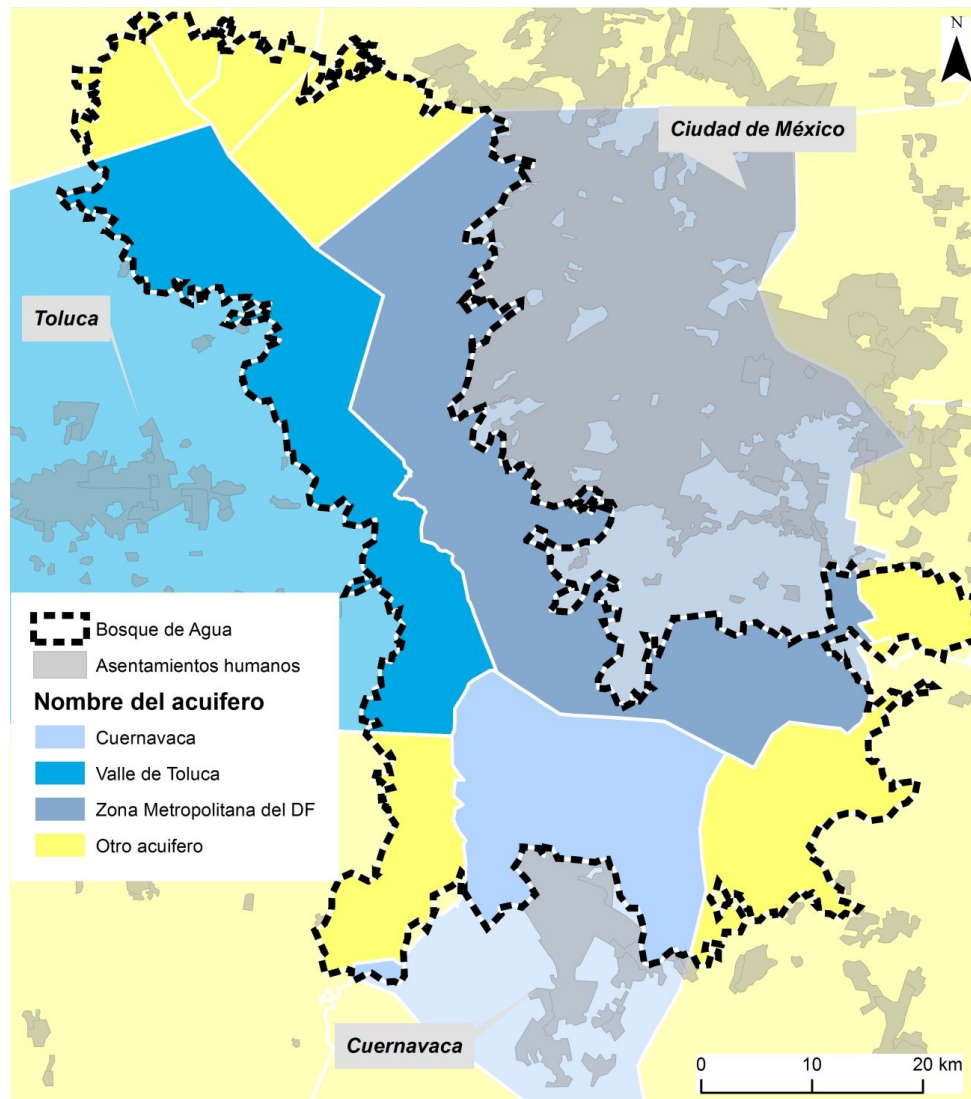 N
Ciudad de México
Toluca
Bosque de Agua
Asentamientos humanos
Nombre del acuifero
Cuernavaca
Valle de Toluca
Zona Metropolitana del DF
Otro acuifero
Cuernavaca
0 10 20 km